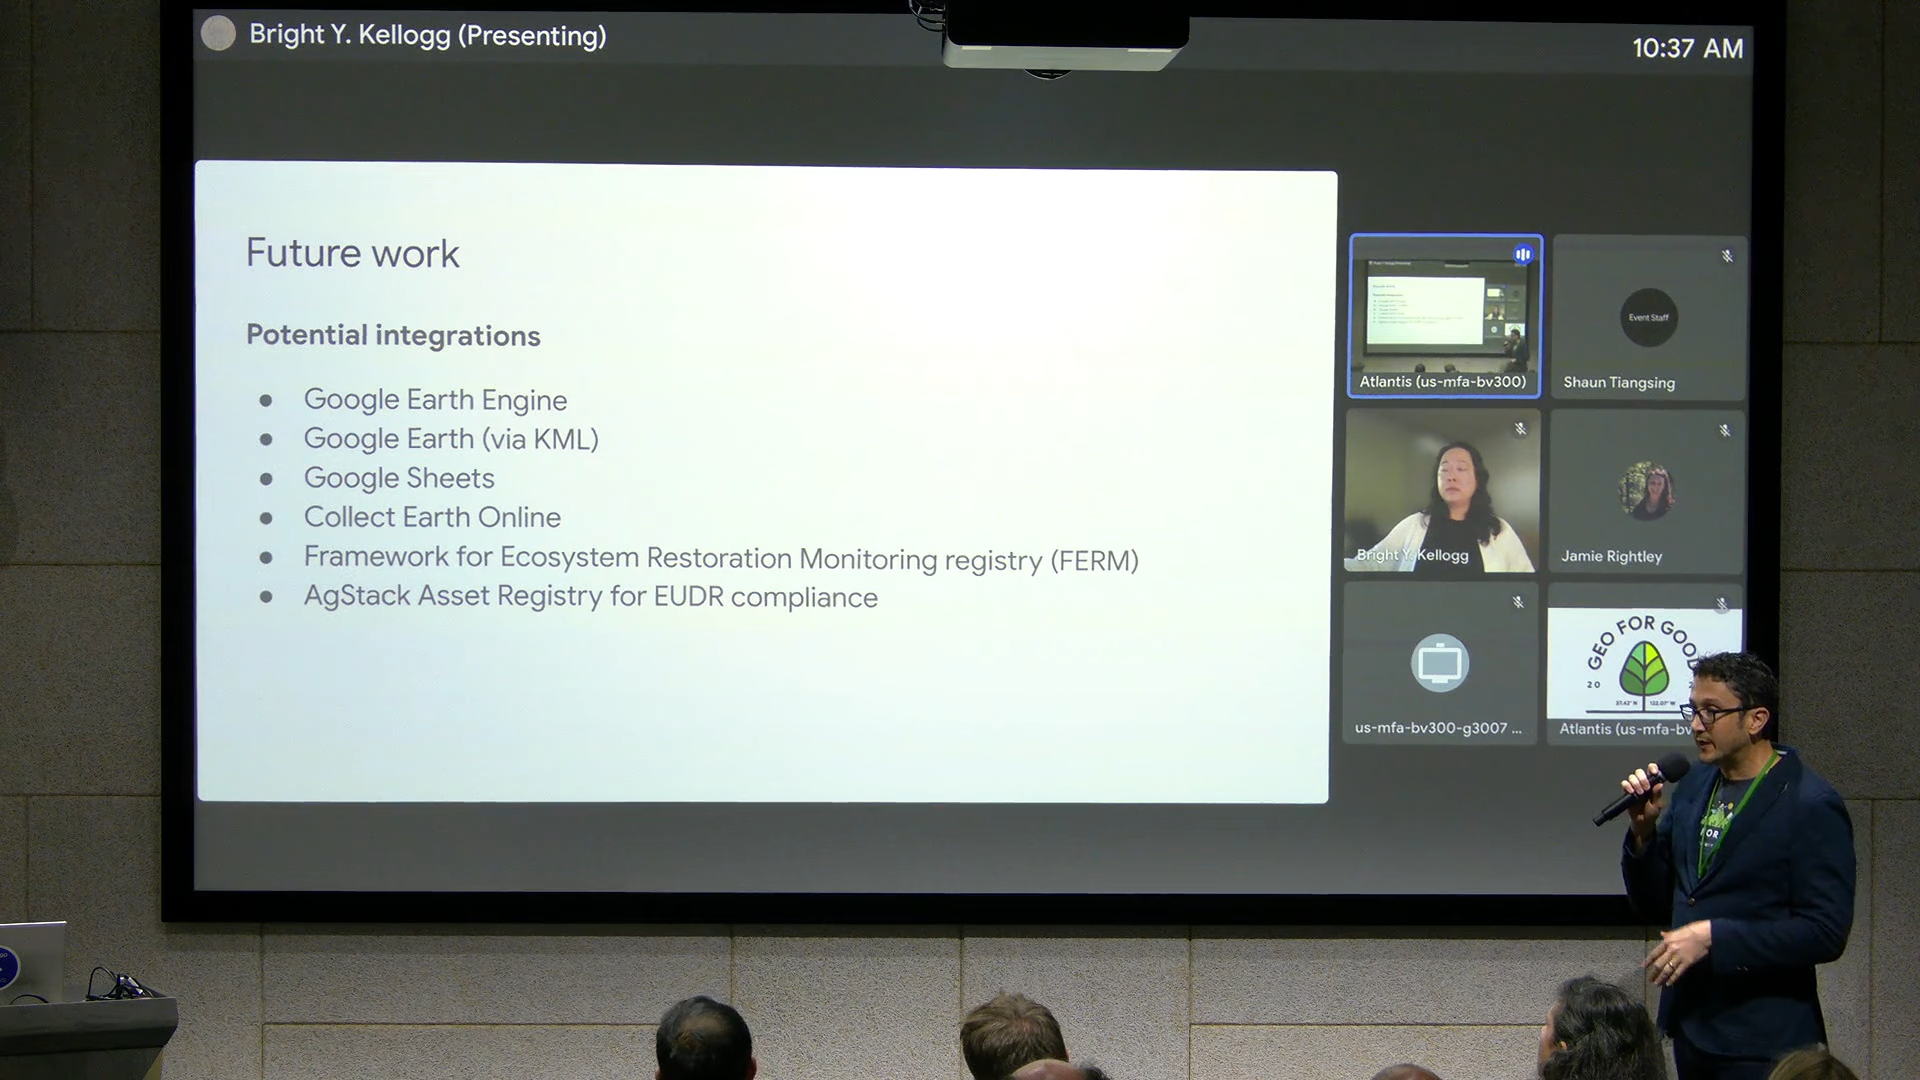 Bright Y. Kellogg (Presenting)
10:37 AM
Future work
Potential integrations
● Google Earth Engine
● Google Earth (via KML)
● Google Sheets
● Collect Earth Online
● Framework for Ecosystem Restoration Monitoring registry (FERM)
● AgStack Asset Registry for EUDR compliance
Atlantis (us-mfa-bv300)
Event Staff
Shaun Tiangsing
Bright Y. Kellogg
Jamie Rightley
us-mfa-bv300-g3007 ...
GEO FOR GOOD
20
Atlantis (us-mfa-bv